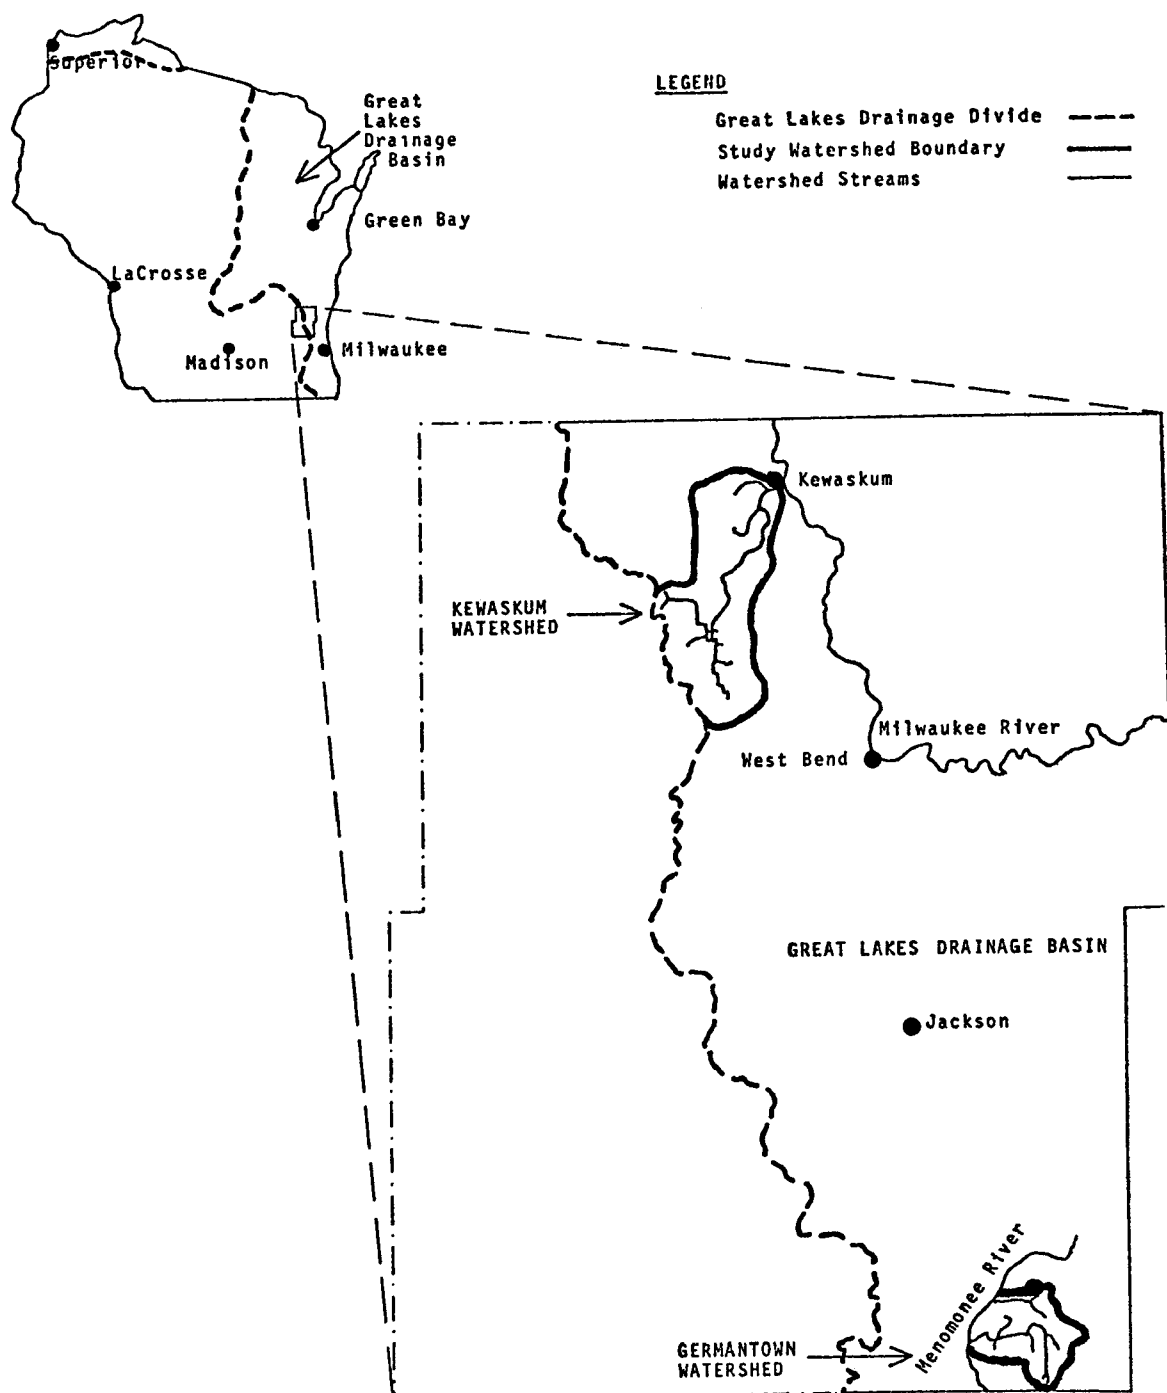 Superior
Great
Lakes
Drainage
Basin
Green Bay
LaCrosse
Madison
Milwaukee
LEGEND
Great Lakes Drainage Divide
Study Watershed Boundary
Watershed Streams
Kewaskum
KEWASKUM
WATERSHED
Milwaukee River
West Bend
GREAT LAKES DRAINAGE BASIN
Jackson
Menomonee River
GERMANTOWN
WATERSHED